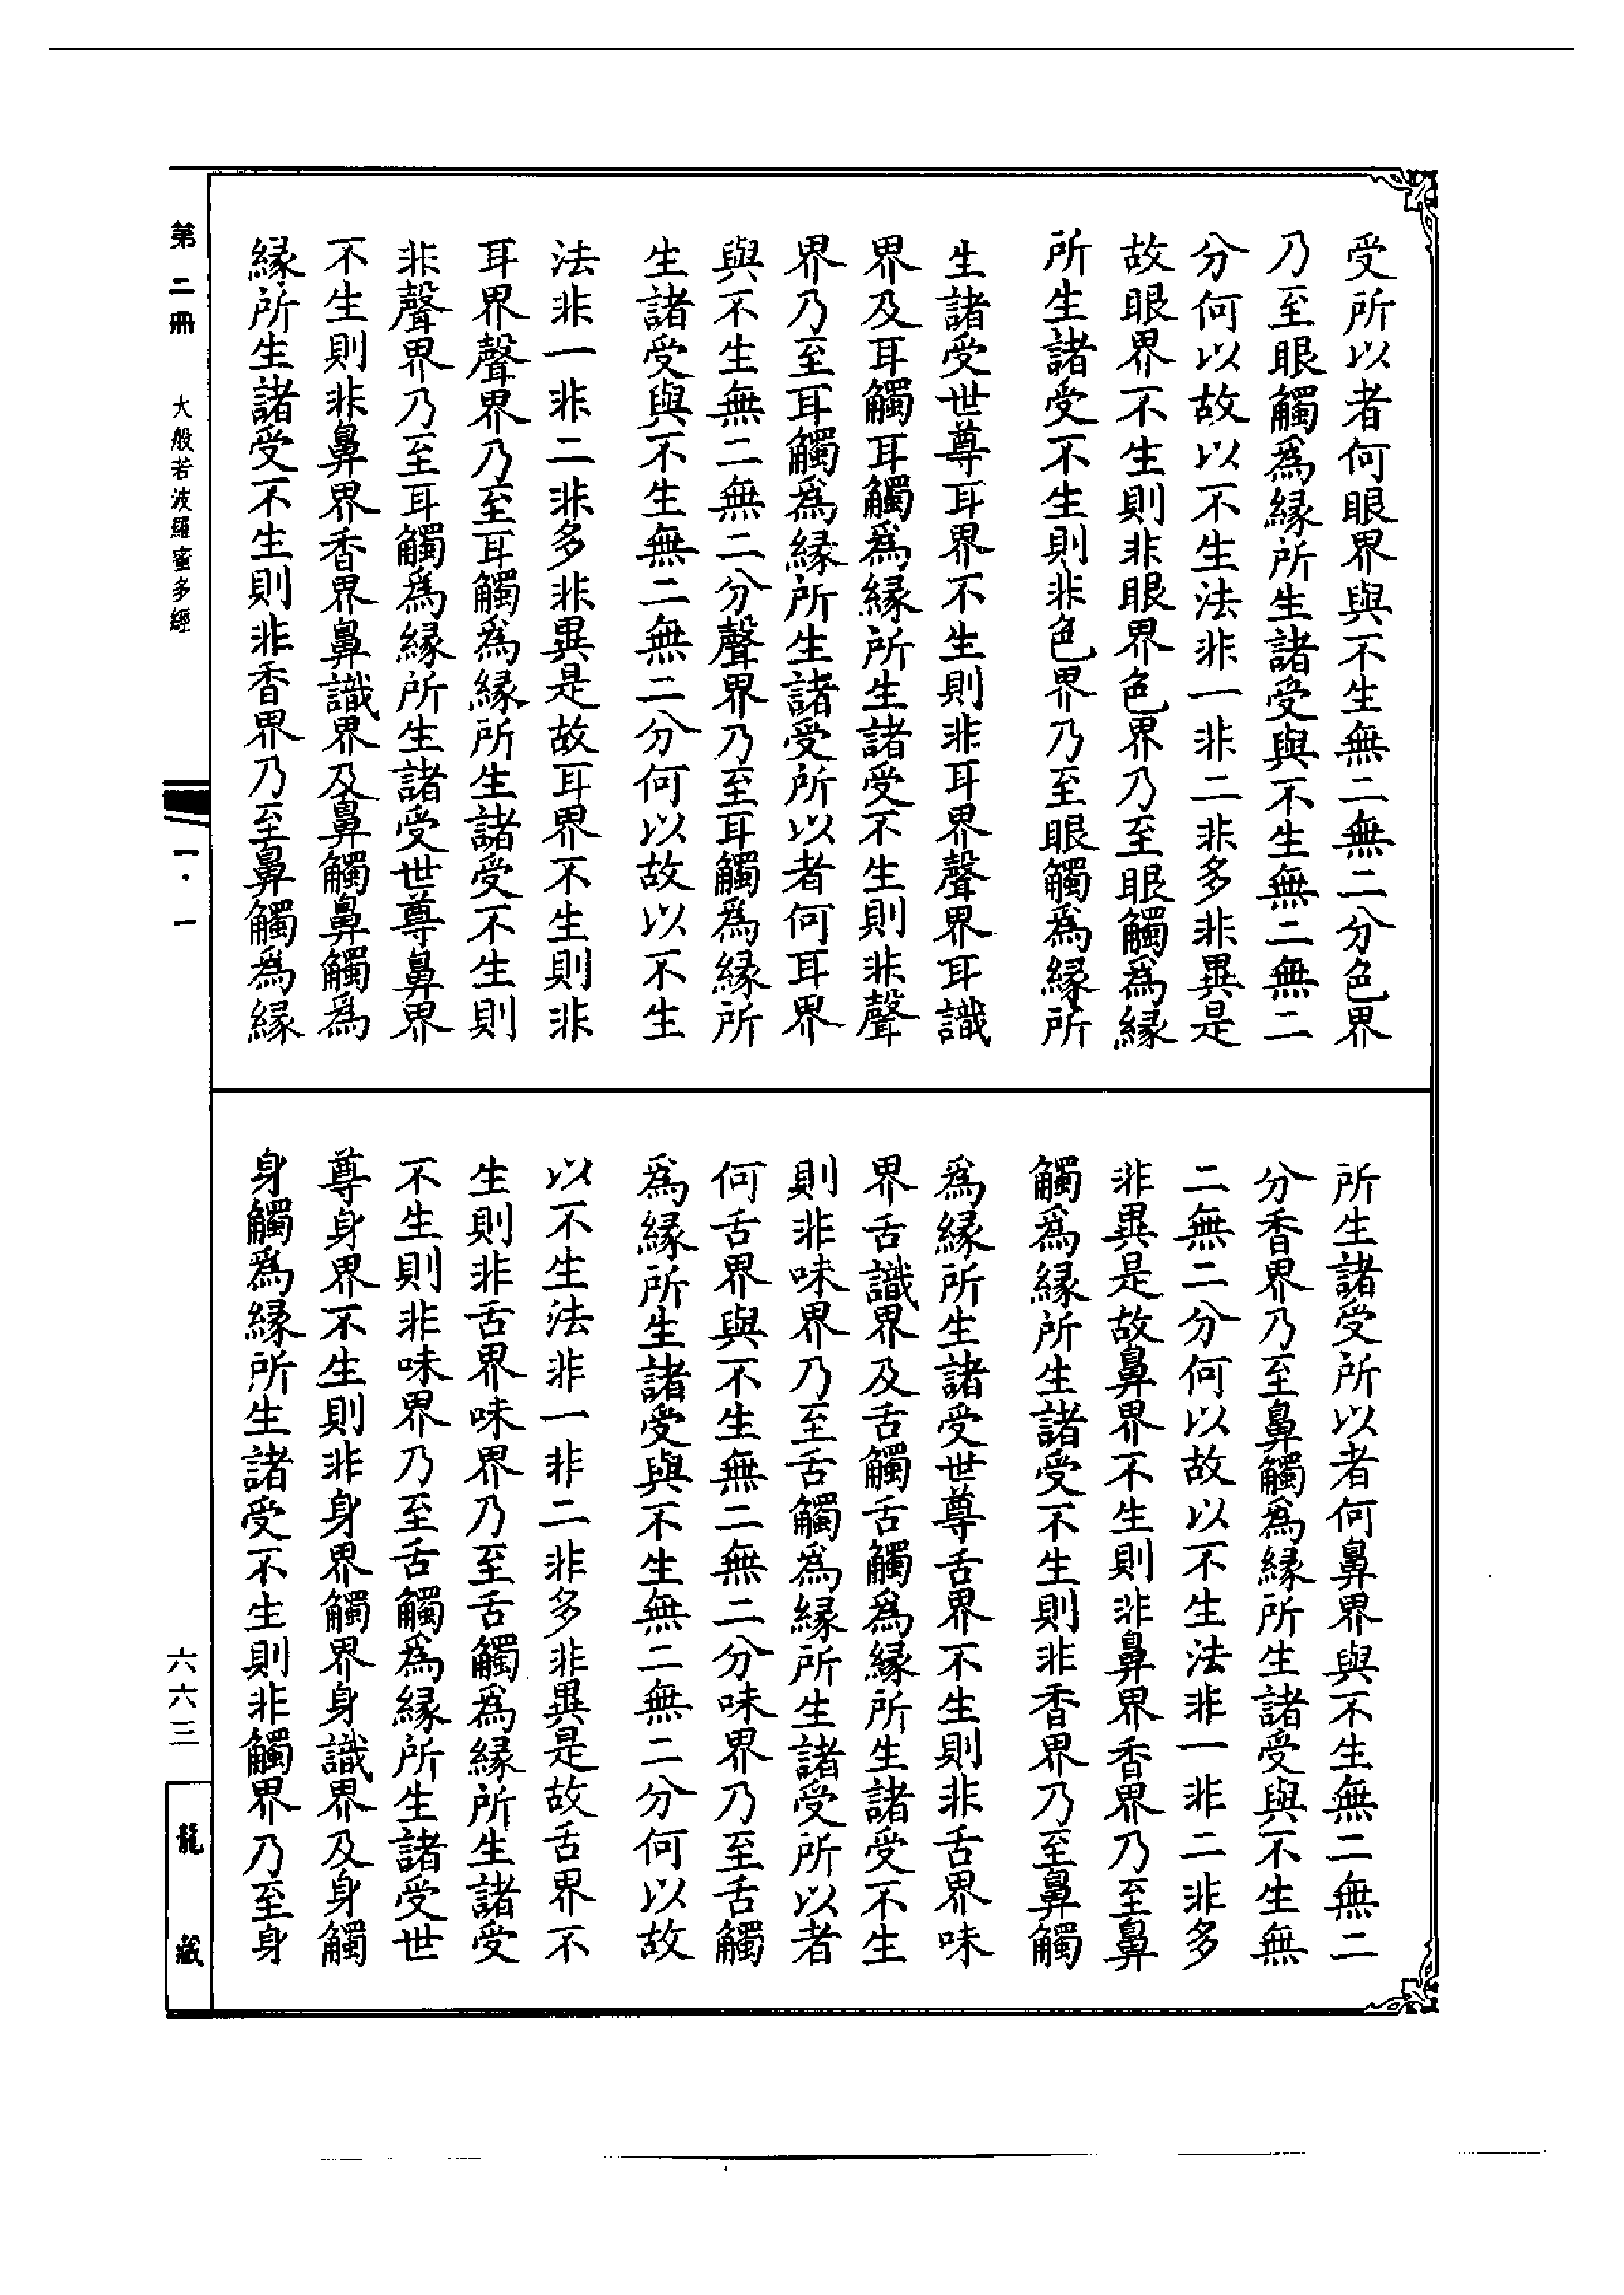 受所以者何眼界與不生無二無二分色界
乃至眼觸爲緣所生諸受與不生無二無二
分何以故以不生法非一非二非多非異是
故眼界不生則非眼界色界乃至眼觸爲緣
所生諸受不生則非色界乃至眼觸爲緣所
生諸受世尊耳界不生則非耳界聲界耳識
界及耳觸耳觸爲緣所生諸受不生則非聲
界乃至耳觸爲緣所生諸受所以者何耳界
與不生無二無二分聲界乃至耳觸爲緣所
生諸受與不生無二無二分何以故以不生
法非一非二非多非異是故耳界不生則非
耳界聲界乃至耳觸爲緣所生諸受不生則
非聲界乃至耳觸爲緣所生諸受世尊鼻界
不生則非鼻界香界鼻識界及鼻觸鼻觸爲
緣所生諸受不生則非香界乃至鼻觸爲緣
所生諸受所以者何鼻界與不生無二無二
分香界乃至鼻觸爲緣所生諸受與不生無
二無二分何以故以不生法非一非二非多
非異是故鼻界不生則非鼻界香界乃至鼻
觸爲緣所生諸受不生則非香界乃至鼻觸
爲緣所生諸受世尊舌界不生則非舌界味
界舌識界及舌觸舌觸爲緣所生諸受不生
則非味界乃至舌觸爲緣所生諸受所以者
何舌界與不生無二無二分味界乃至舌觸
爲緣所生諸受與不生無二無二分何以故
以不生法非一非二非多非異是故舌界不
生則非舌界味界乃至舌觸爲緣所生諸受
不生則非味界乃至舌觸爲緣所生諸受世
尊身界不生則非身界觸界身識界及身觸
身觸爲緣所生諸受不生則非觸界乃至身
第二冊　大般若波羅蜜多經　一·一　六六三　龍藏